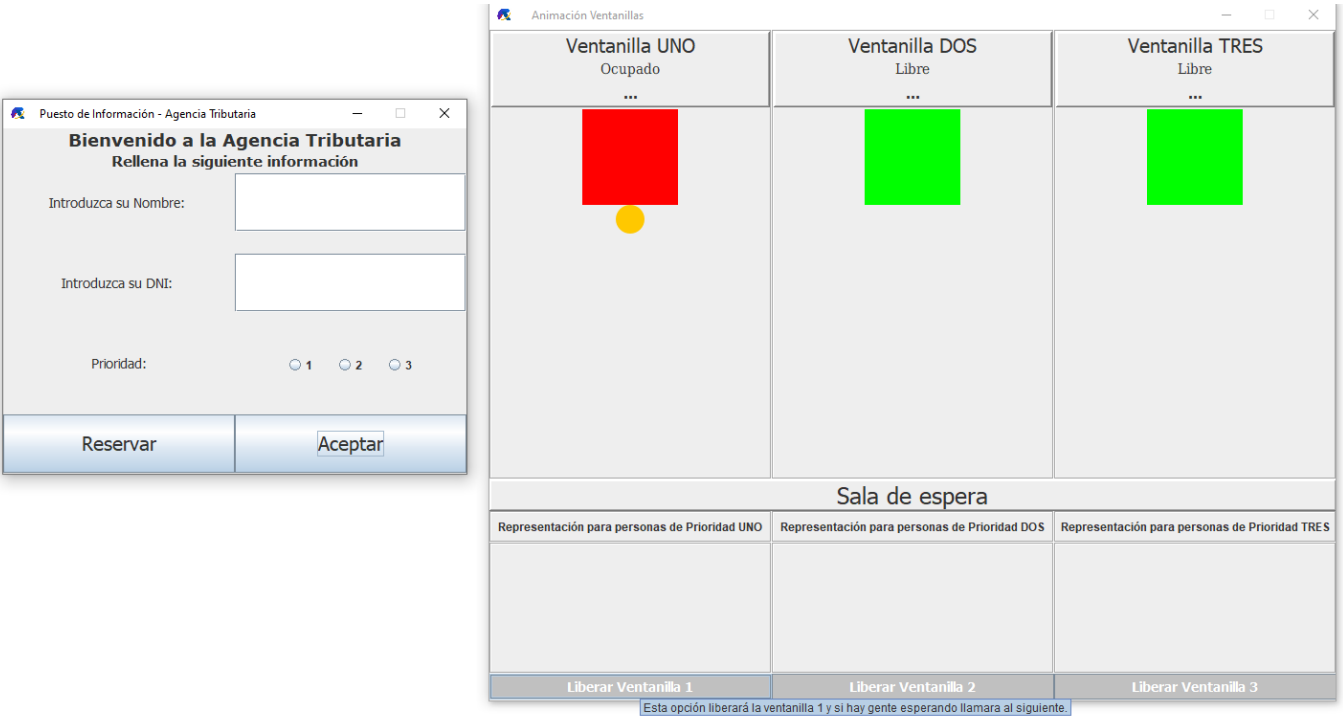 Puesto de Información - Agencia Tributaria
Bienvenido a la Agencia Tributaria
Rellena la siguiente información
Introduzca su Nombre:
Introduzca su DNI:
Prioridad:
1 2 3
Reservar Aceptar
Animación Ventanillas
Ventanilla UNO Ventanilla DOS Ventanilla TRES
Ocupado Libre Libre
... ... ...
Sala de espera
Representación para personas de Prioridad UNO Representación para personas de Prioridad DOS Representación para personas de Prioridad TRES
Liberar Ventanilla 1 Liberar Ventanilla 2 Liberar Ventanilla 3
Esta opción liberará la ventanilla 1 y si hay gente esperando llamara al siguiente.